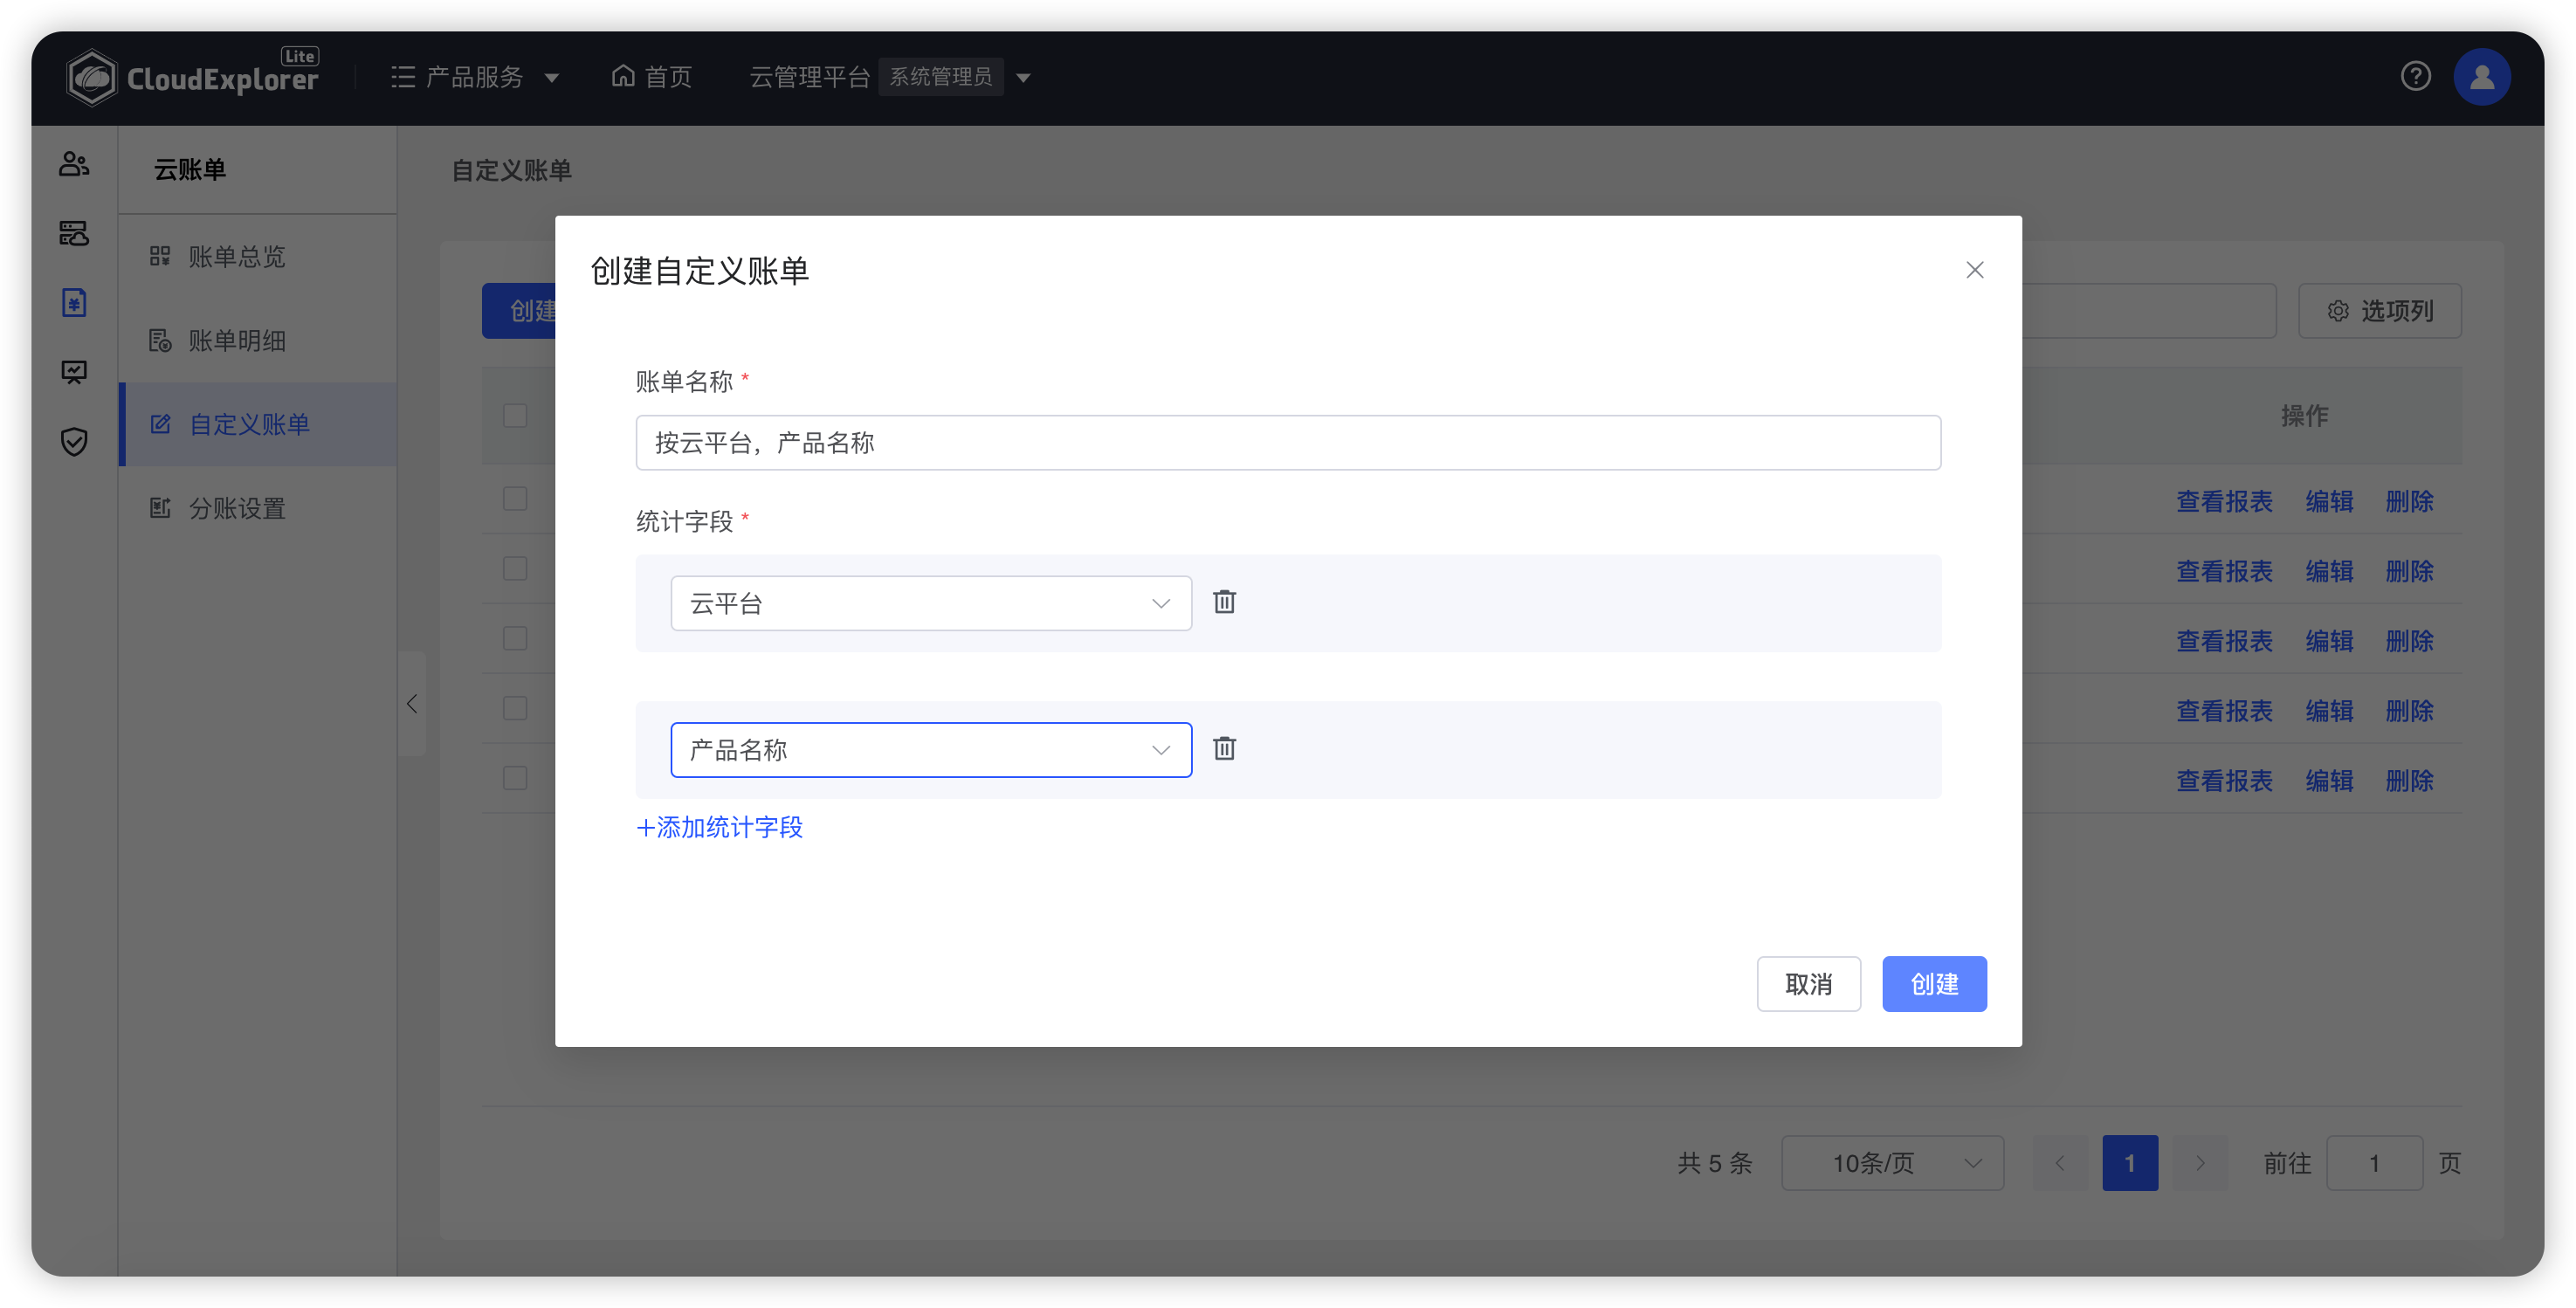 CloudExplorer Lite
产品服务
首页
云管理平台 系统管理员
云账单
账单总览
账单明细
自定义账单
分账设置
自定义账单
创建
选项列
操作
查看报表 编辑 删除
查看报表 编辑 删除
查看报表 编辑 删除
查看报表 编辑 删除
查看报表 编辑 删除
创建自定义账单
账单名称 *
按云平台，产品名称
统计字段 *
云平台
产品名称
+添加统计字段
取消 创建
共 5 条 10条/页 1 前往 1 页